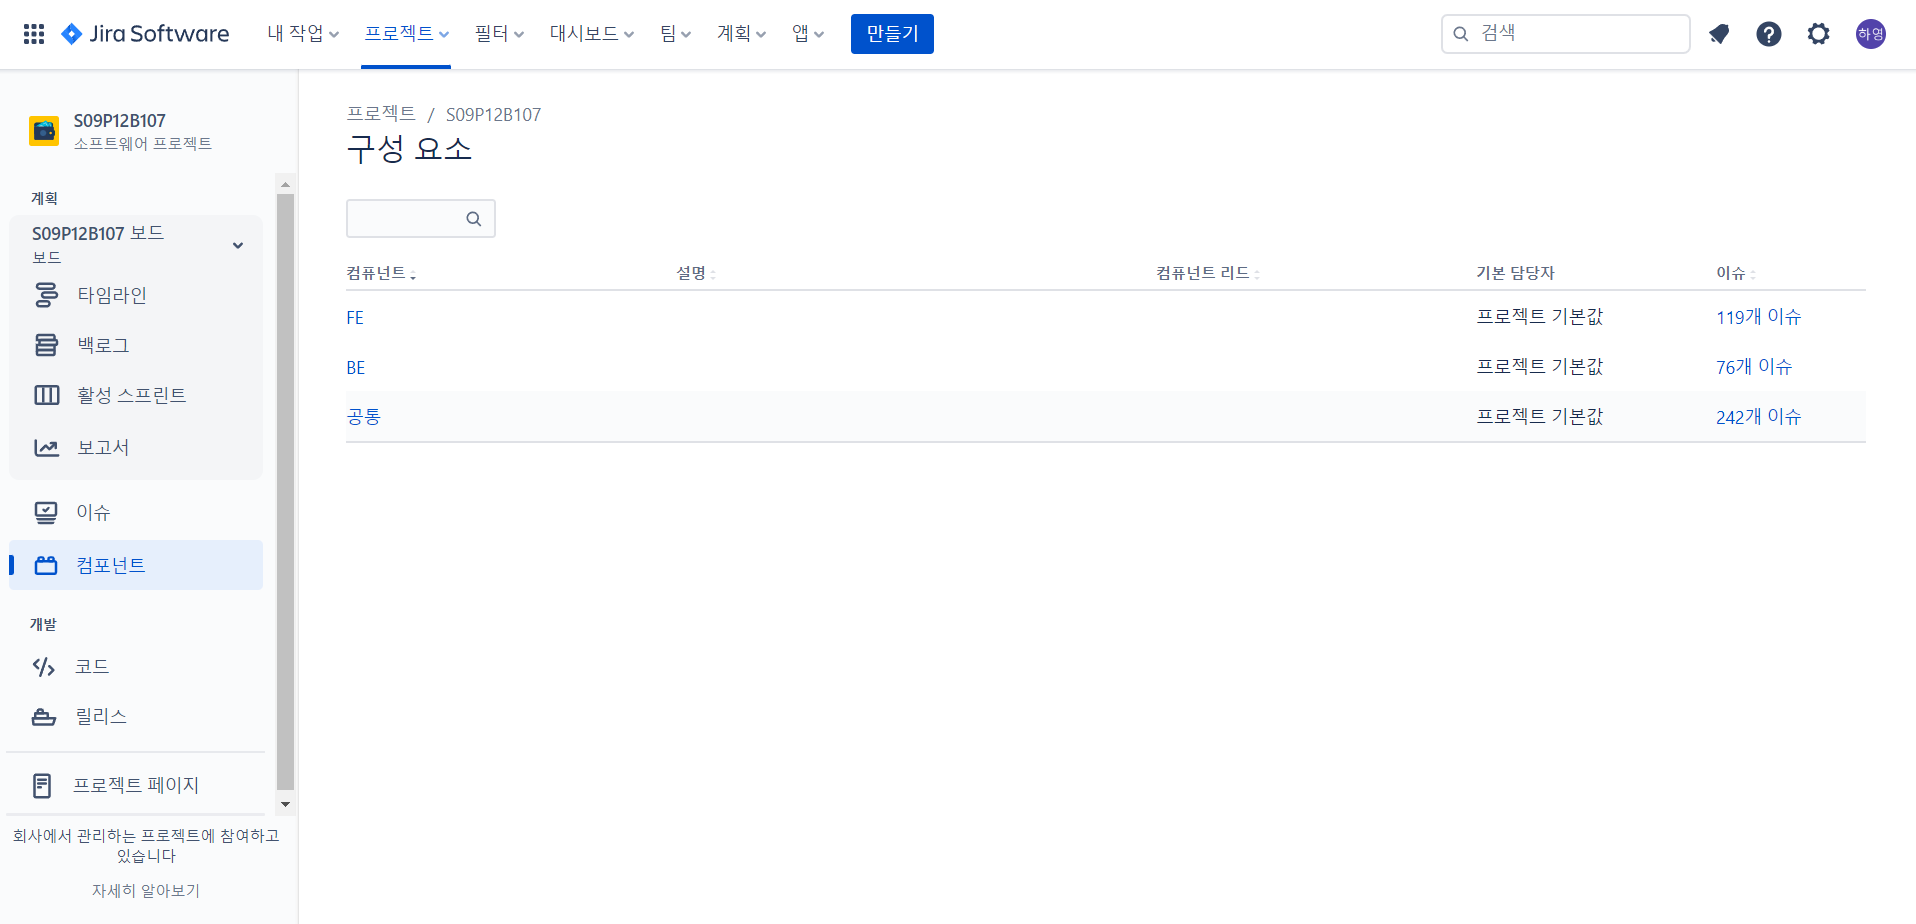 Jira Software 내 작업 프로젝트 필터 대시보드 팀 계획 앱 만들기 검색 하영
S09P12B107
소프트웨어 프로젝트
계획
S09P12B107 보드
보드
타임라인
백로그
활성 스프린트
보고서
이슈
컴포넌트
개발
코드
릴리스
프로젝트 페이지
회사에서 관리하는 프로젝트에 참여하고
있습니다
자세히 알아보기
프로젝트 / S09P12B107
구성 요소
컴퓨넌트 설명 컴퓨넌트 리드 기본 담당자 이슈
FE 프로젝트 기본값 119개 이슈
BE 프로젝트 기본값 76개 이슈
공통 프로젝트 기본값 242개 이슈